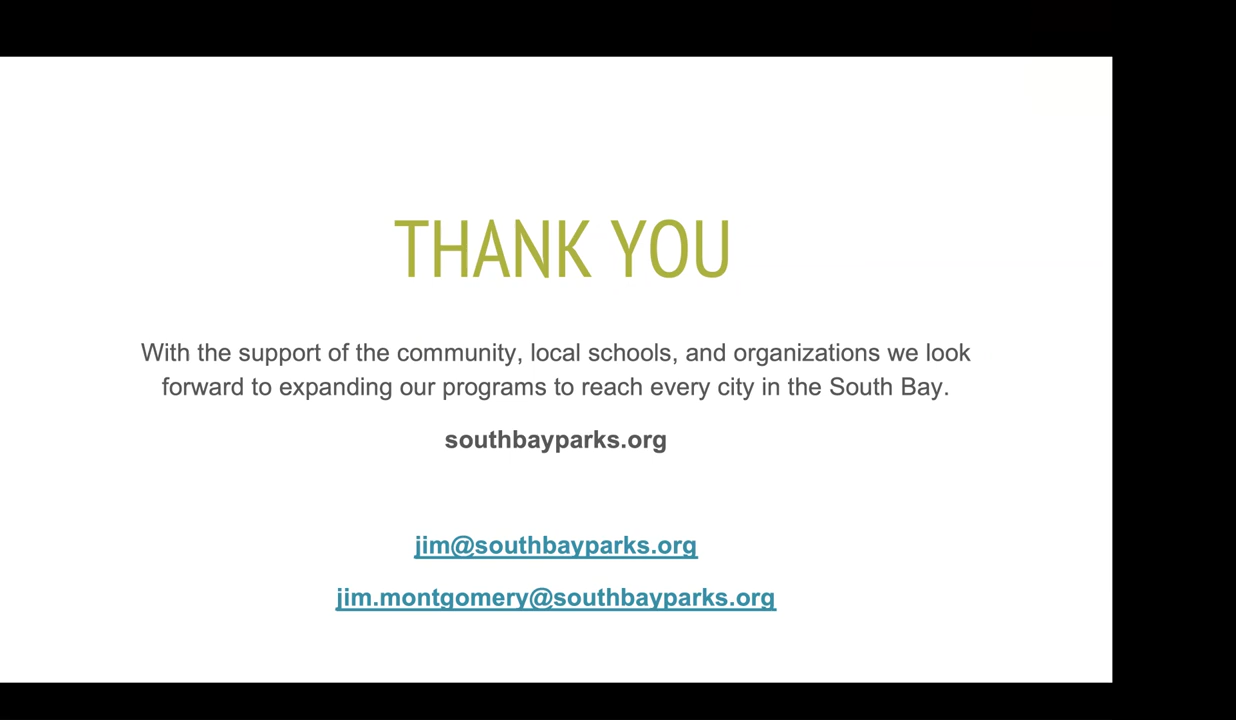 THANK YOU
With the support of the community, local schools, and organizations we look
forward to expanding our programs to reach every city in the South Bay.
southbayparks.org
jim@southbayparks.org
jim.montgomery@southbayparks.org